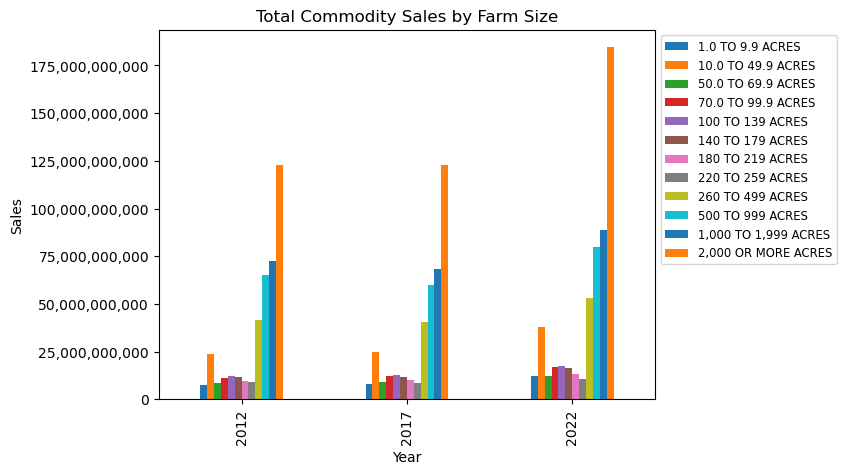 Total Commodity Sales by Farm Size
175,000,000,000
150,000,000,000
125,000,000,000
100,000,000,000
75,000,000,000
50,000,000,000
25,000,000,000
0
Sales
2012
2017
2022
Year
1.0 TO 9.9 ACRES
10.0 TO 49.9 ACRES
50.0 TO 69.9 ACRES
70.0 TO 99.9 ACRES
100 TO 139 ACRES
140 TO 179 ACRES
180 TO 219 ACRES
220 TO 259 ACRES
260 TO 499 ACRES
500 TO 999 ACRES
1,000 TO 1,999 ACRES
2,000 OR MORE ACRES